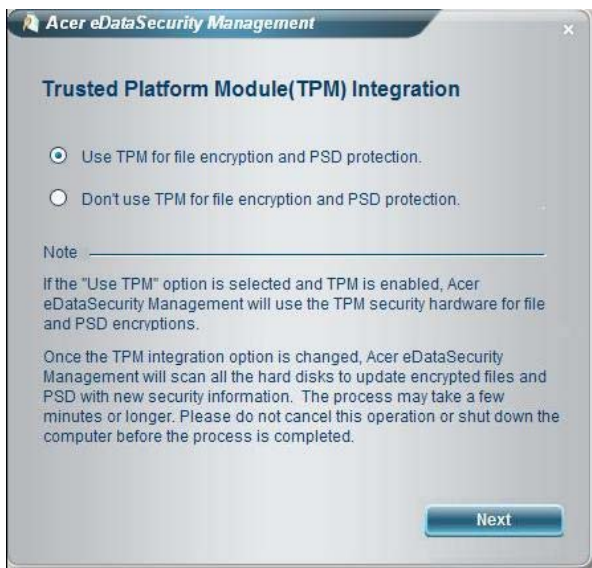 Acer eDataSecurity Management
Trusted Platform Module(TPM) Integration
Use TPM for file encryption and PSD protection.
Don't use TPM for file encryption and PSD protection.
Note
If the "Use TPM" option is selected and TPM is enabled, Acer
eDataSecurity Management will use the TPM security hardware for file
and PSD encryptions.
Once the TPM integration option is changed, Acer eDataSecurity
Management will scan all the hard disks to update encrypted files and
PSD with new security information. The process may take a few
minutes or longer. Please do not cancel this operation or shut down the
computer before the process is completed.
Next